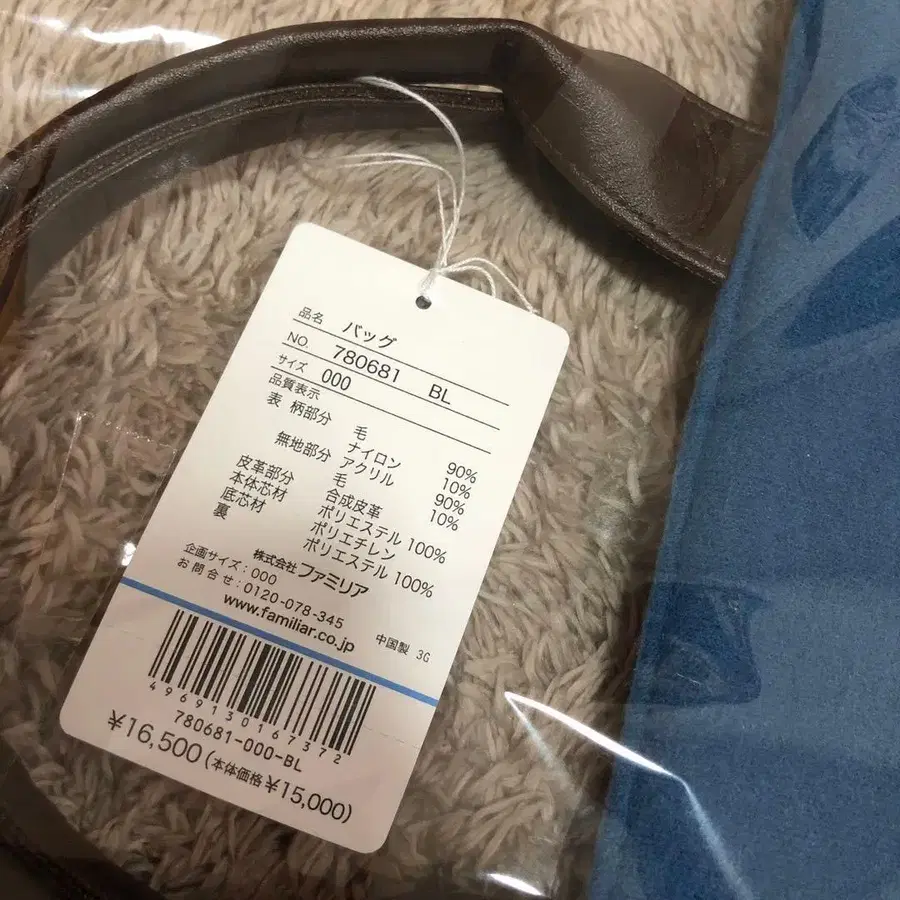 品名 バッグ
NO. 780681 BL
サイズ 000
品質表示
表 柄部分 毛 90%
ナイロン 10%
無地部分 アクリル 90%
毛 10%
皮革部分 合成皮革
本体芯材 ポリエステル 100%
底芯材 ポリエチレン
裏 ポリエステル 100%
株式会社 ファミリア
企画サイズ:000
お問合せ:0120-078-345
www.familiar.co.jp
中国製 3G
4969130167372
780681-000-BL
¥16,500(本体価格¥15,000)